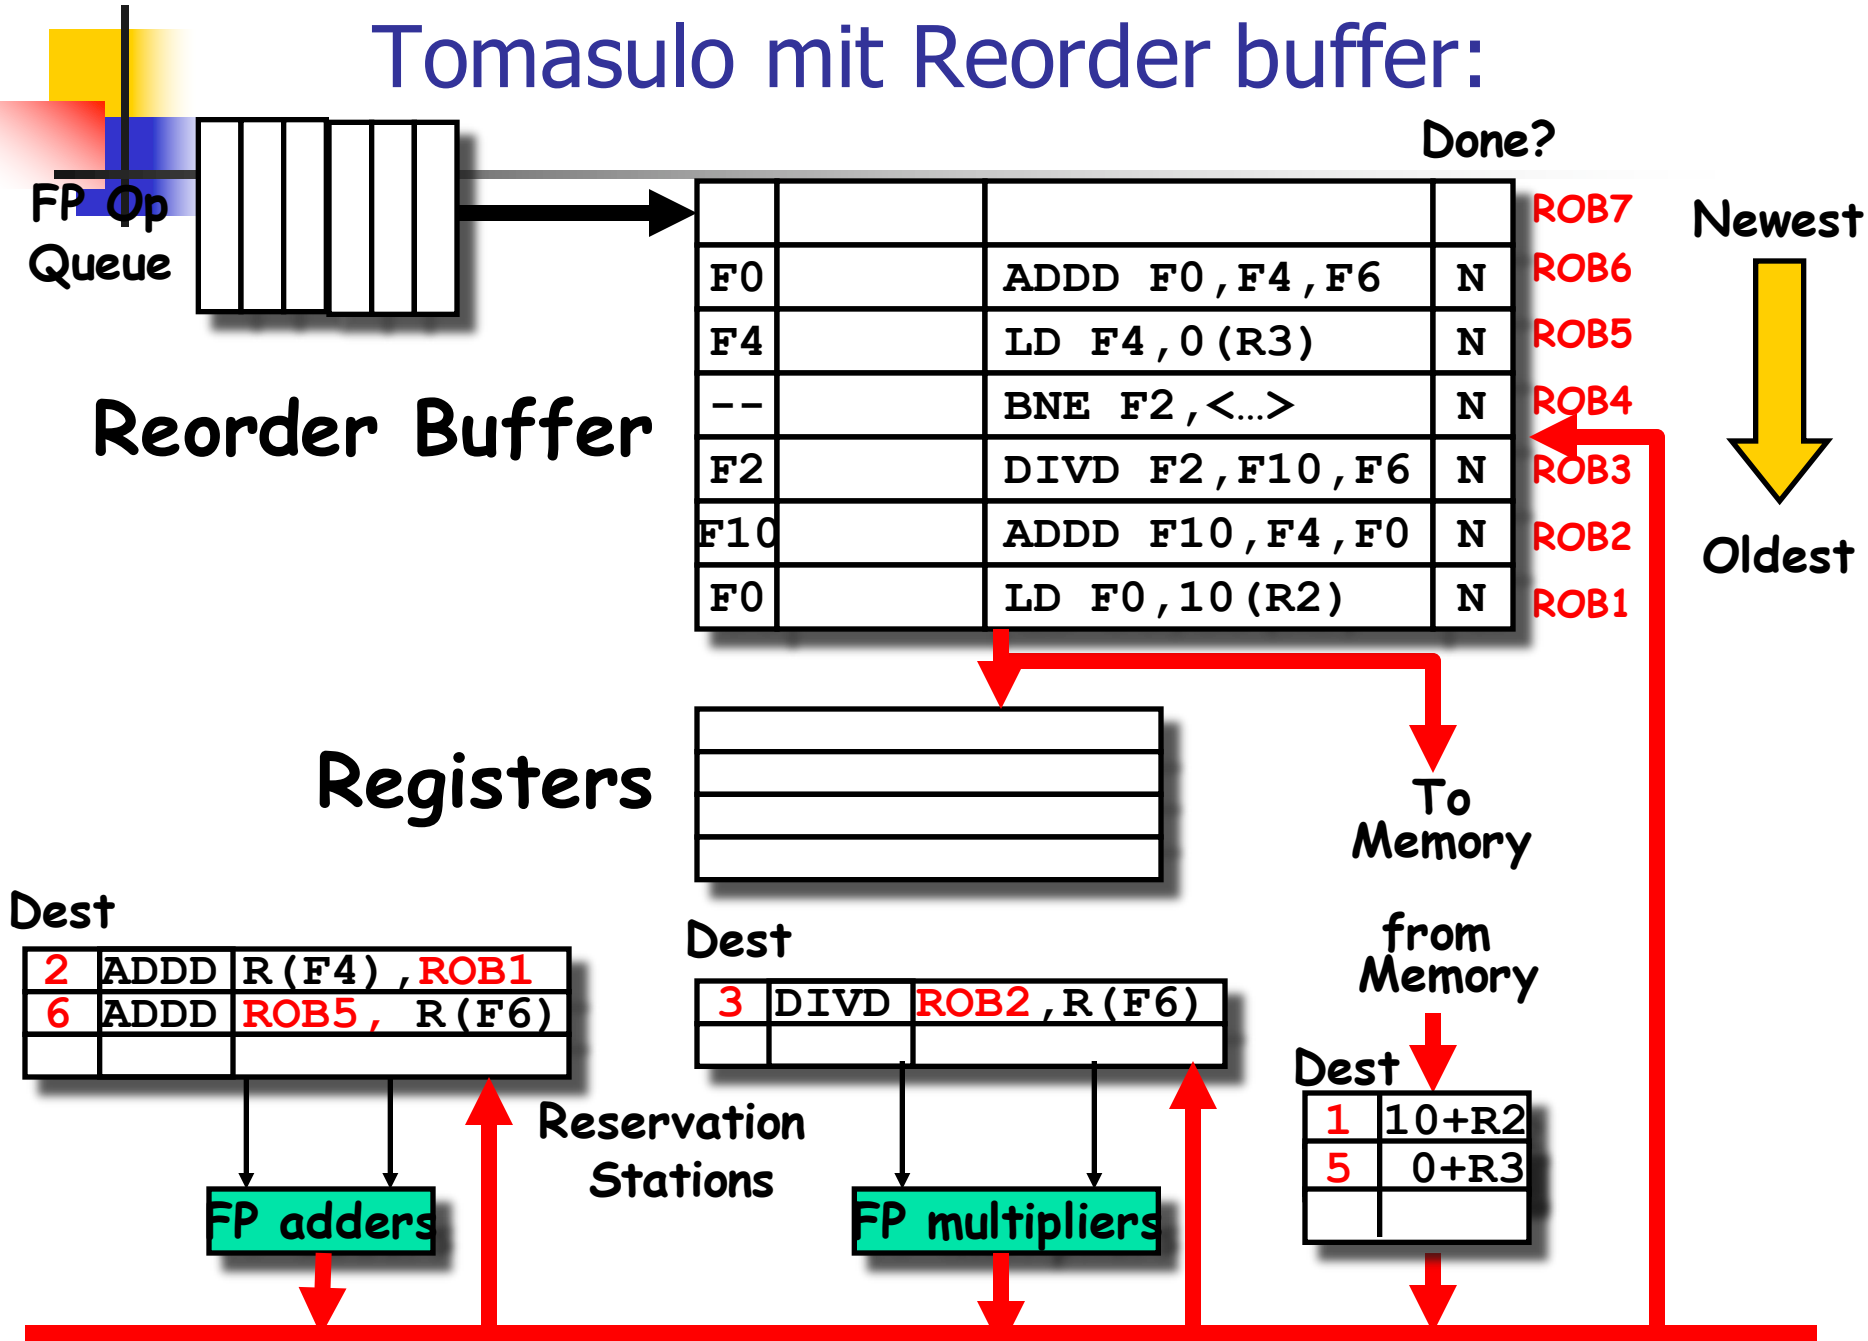 Tomasulo mit Reorder buffer:
Done?
FP Op
Queue
ROB7
Newest
F0 ADDD F0,F4,F6 N ROB6
F4 LD F4,0(R3) N ROB5
-- BNE F2,<…> N ROB4
Reorder Buffer
F2 DIVD F2,F10,F6 N ROB3
F10 ADDD F10,F4,F0 N ROB2
Oldest
F0 LD F0,10(R2) N ROB1
Registers
To
Memory
Dest
2 ADDD R(F4),ROB1
6 ADDD ROB5, R(F6)
Dest
3 DIVD ROB2,R(F6)
from
Memory
Dest
1 10+R2
5 0+R3
Reservation
Stations
FP adders
FP multipliers